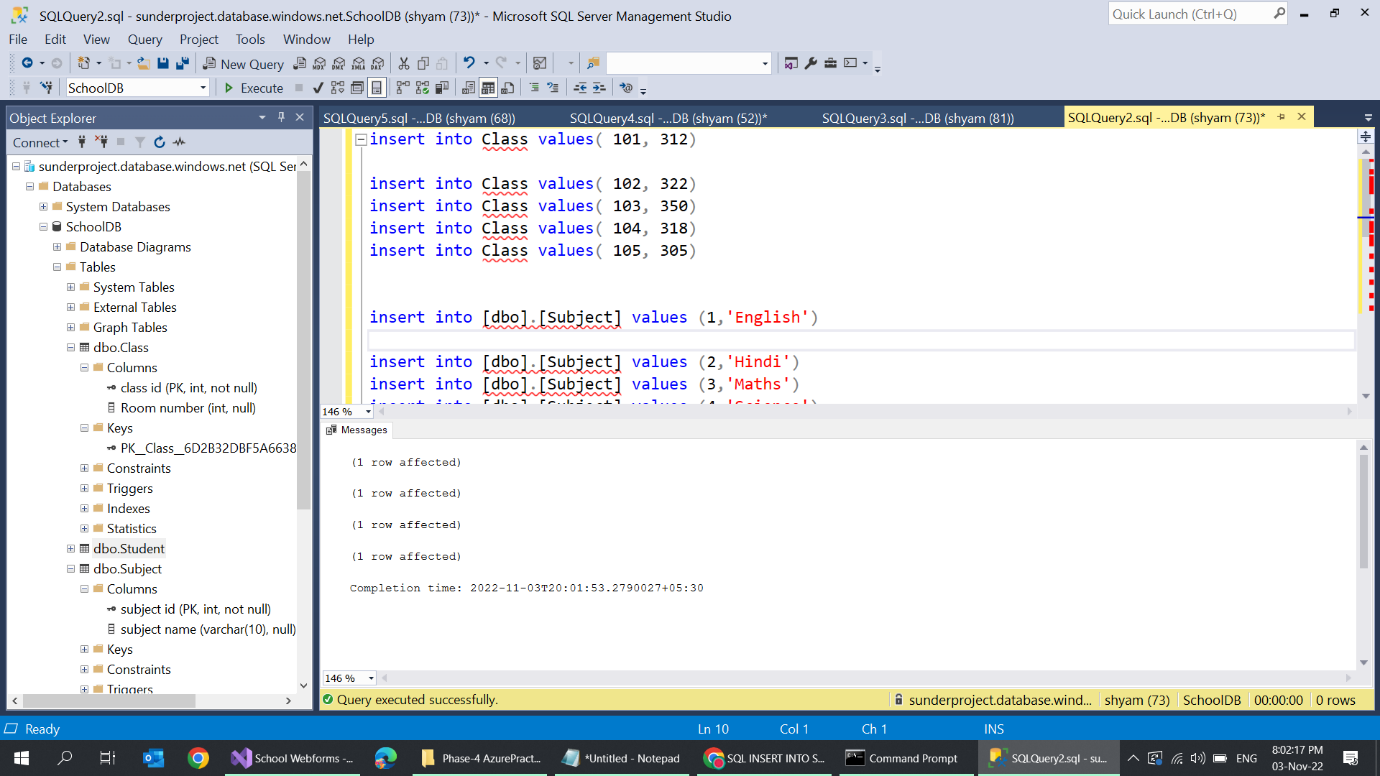 SQLQuery2.sql - sunderproject.database.windows.net.SchoolDB (shyam (73))* - Microsoft SQL Server Management Studio
Quick Launch (Ctrl+Q)
File Edit View Query Project Tools Window Help
New Query
MDX DMX XMLA DAX
SchoolDB
Execute
Object Explorer
Connect
sunderproject.database.windows.net (SQL Ser
Databases
System Databases
SchoolDB
Database Diagrams
Tables
System Tables
External Tables
Graph Tables
dbo.Class
Columns
class id (PK, int, not null)
Room number (int, null)
Keys
PK__Class__6D2B32DBF5A6638
Constraints
Triggers
Indexes
Statistics
dbo.Student
dbo.Subject
Columns
subject id (PK, int, not null)
subject name (varchar(10), null)
Keys
Constraints
Triggers
SQLQuery5.sql -...DB (shyam (68)) SQLQuery4.sql -...DB (shyam (52))* SQLQuery3.sql -...DB (shyam (81)) SQLQuery2.sql -...DB (shyam (73))*
insert into Class values( 101, 312)
insert into Class values( 102, 322)
insert into Class values( 103, 350)
insert into Class values( 104, 318)
insert into Class values( 105, 305)
insert into [dbo].[Subject] values (1,'English')
insert into [dbo].[Subject] values (2,'Hindi')
insert into [dbo].[Subject] values (3,'Maths')
insert into [dbo].[Subject] values (4,'Science')
146 %
Messages
(1 row affected)
(1 row affected)
(1 row affected)
(1 row affected)
Completion time: 2022-11-03T20:01:53.2790027+05:30
146 %
Query executed successfully. sunderproject.database.wind... shyam (73) SchoolDB 00:00:00 0 rows
Ready Ln 10 Col 1 Ch 1 INS
School Webforms -... Phase-4 AzurePract... *Untitled - Notepad SQL INSERT INTO S... Command Prompt SQLQuery2.sql - su... ENG 8:02:17 PM
03-Nov-22